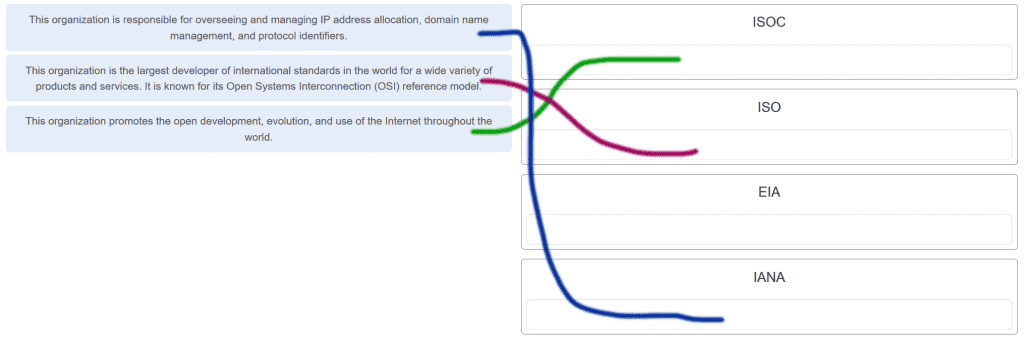 This organization is responsible for overseeing and managing IP address allocation, domain name
management, and protocol identifiers.
This organization is the largest developer of international standards in the world for a wide variety of
products and services. It is known for its Open Systems Interconnection (OSI) reference model.
This organization promotes the open development, evolution, and use of the Internet throughout the
world.
ISOC
ISO
EIA
IANA